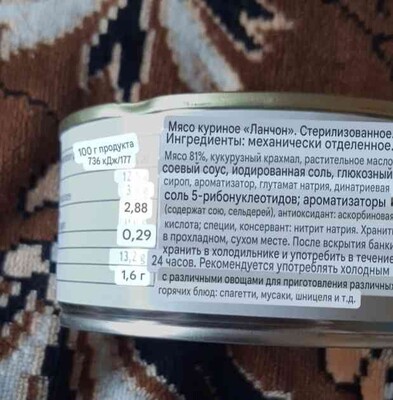 100 г продукта
736 кДж/177
2,88
0,29
13,2 г
1,6 г
Мясо куриное «Ланчон». Стерилизованное.
Ингредиенты: механически отделенное
Мясо 81%, кукурузный крахмал, растительное масло
соевый соус, йодированная соль, глюкозный
сироп, ароматизатор, глутамат натрия, динатриевая
соль 5-рибонуклеотидов; ароматизаторы
(содержат сою, сельдерей), антиоксидант: аскорбиновая
кислота; специи, консервант: нитрит натрия. Хранить
в прохладном, сухом месте. После вскрытия банки
хранить в холодильнике и употребить в течение
24 часов. Рекомендуется употреблять холодным
с различными овощами для приготовления различных
горячих блюд: спагетти, мусаки, шницеля и т.д.